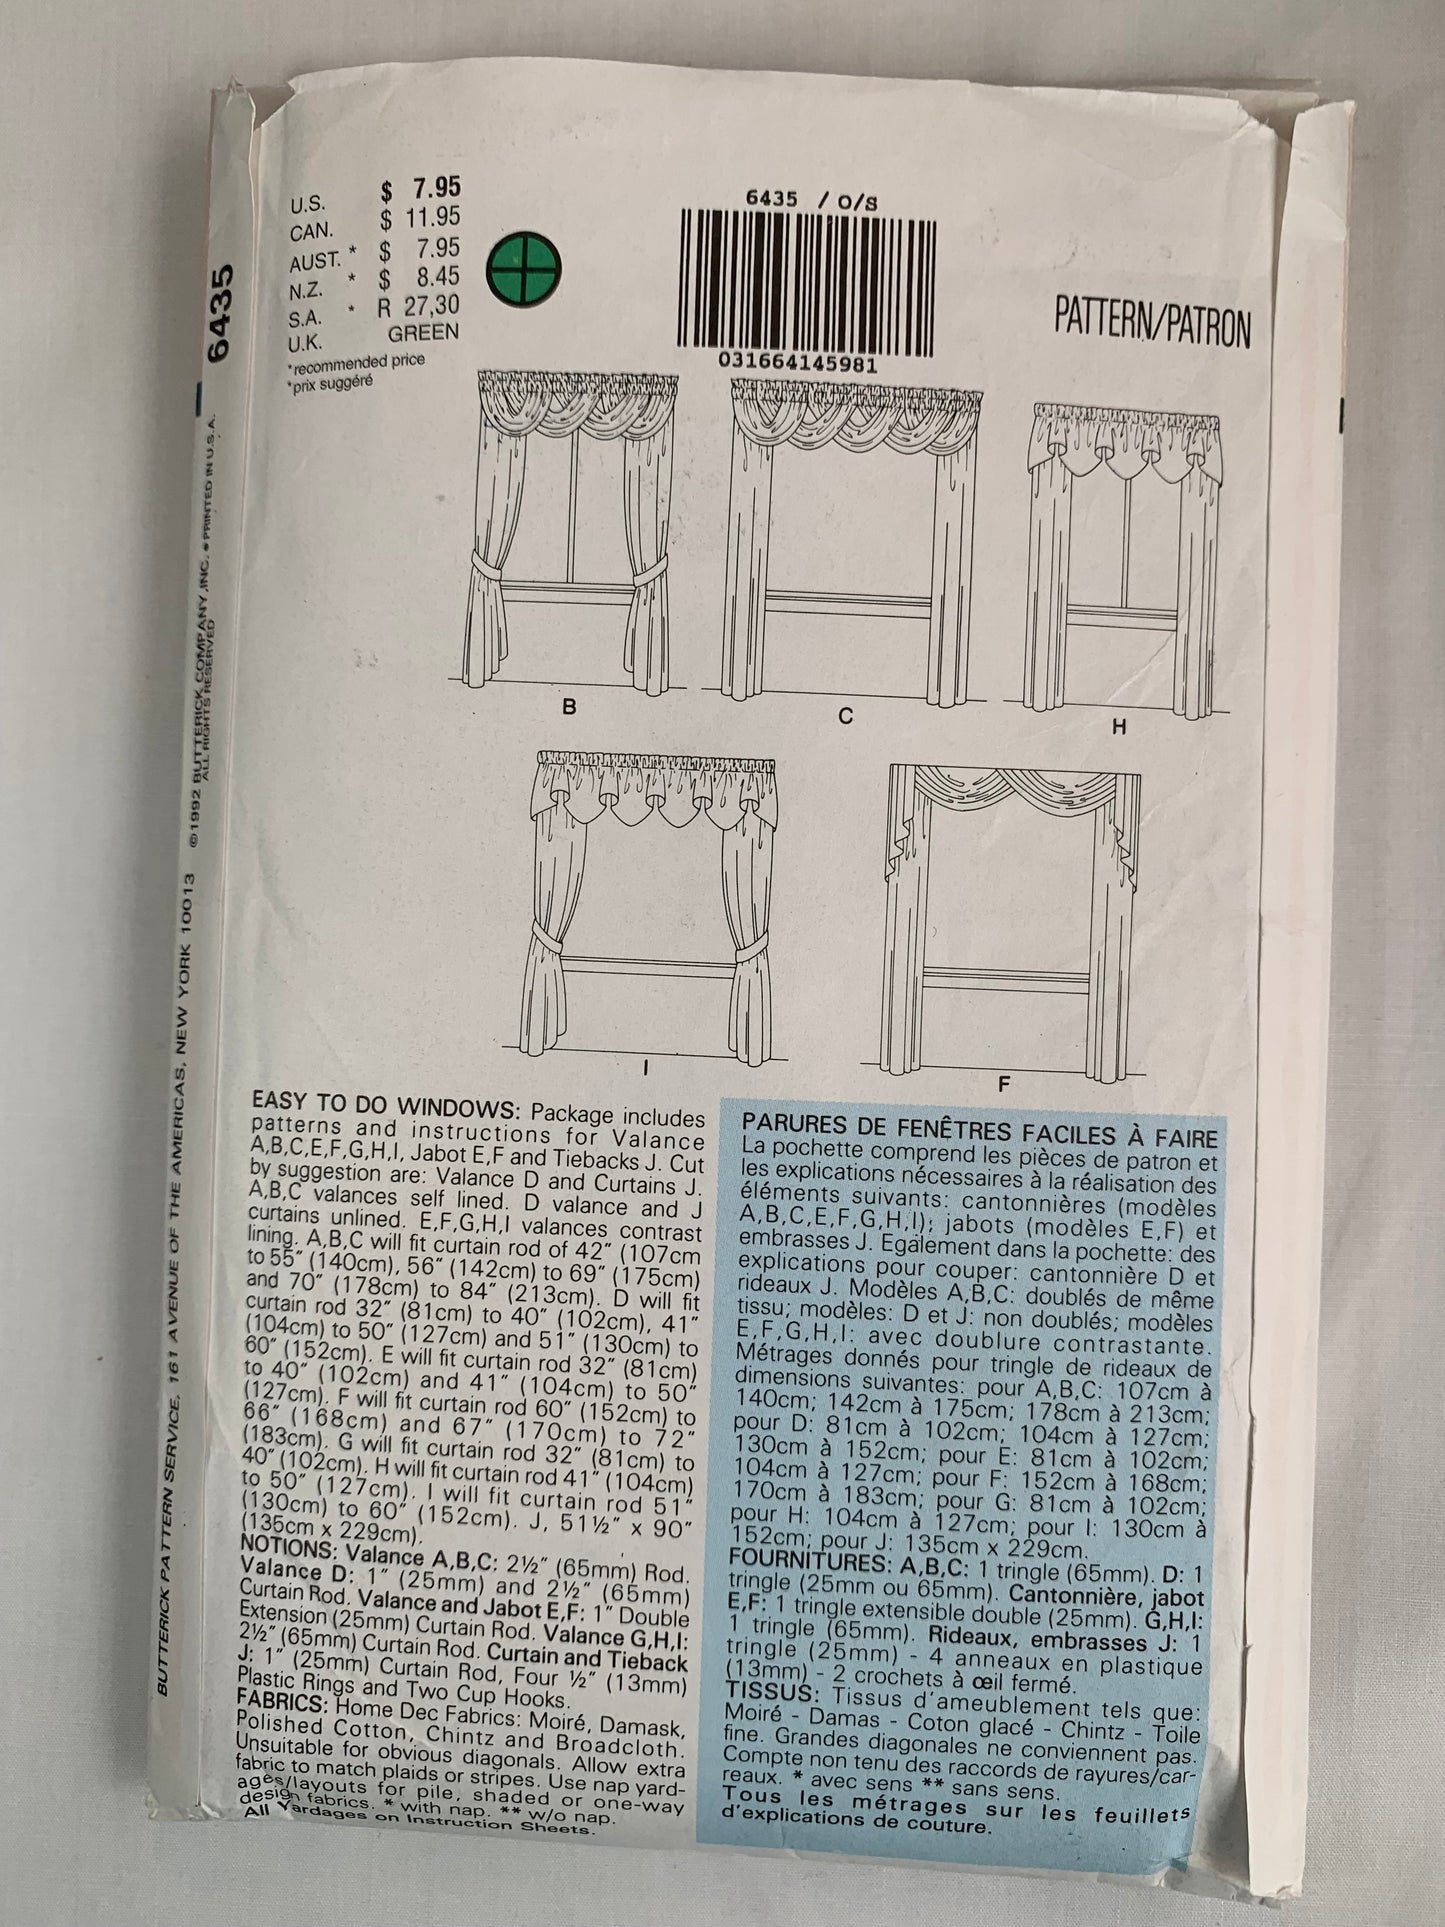 U.S. $ 7.95
CAN. $ 11.95
AUST. * $ 7.95
N.Z. * $ 8.45
S.A. * R 27,30
U.K. GREEN
*recommended price
*prix suggéré
6435 / O/S
031664145981
PATTERN/PATRON
6435
BUTTERICK PATTERN SERVICE, 161 AVENUE OF THE AMERICAS, NEW YORK 10013 ©1992 BUTTERICK COMPANY, INC. ● PRINTED IN U.S.A.
ALL RIGHTS RESERVED
B
C
H
I
F
EASY TO DO WINDOWS: Package includes
patterns and instructions for Valance
A,B,C,E,F,G,H,I, Jabot E,F and Tiebacks J. Cut
by suggestion are: Valance D and Curtains J.
A,B,C valances self lined. D valance and J
curtains unlined. E,F,G,H,I valances contrast
lining. A,B,C will fit curtain rod of 42" (107cm
to 55" (140cm), 56" (142cm) to 69" (175cm)
and 70" (178cm) to 84" (213cm). D will fit
curtain rod 32" (81cm) to 40" (102cm), 41"
(104cm) to 50" (127cm) and 51" (130cm) to
60" (152cm). E will fit curtain rod 32" (81cm)
to 40" (102cm) and 41" (104cm) to 50"
(127cm). F will fit curtain rod 60" (152cm) to
66" (168cm) and 67" (170cm) to 72"
(183cm). G will fit curtain rod 32" (81cm) to
40" (102cm). H will fit curtain rod 41" (104cm)
to 50" (127cm). I will fit curtain rod 51"
(130cm) to 60" (152cm). J, 51½" x 90"
(135cm x 229cm).
NOTIONS: Valance A,B,C: 2½" (65mm) Rod.
Valance D: 1" (25mm) and 2½" (65mm)
Curtain Rod. Valance and Jabot E,F: 1" Double
Extension (25mm) Curtain Rod. Valance G,H,I:
2½" (65mm) Curtain Rod. Curtain and Tieback
J: 1" (25mm) Curtain Rod, Four ½" (13mm)
Plastic Rings and Two Cup Hooks.
FABRICS: Home Dec Fabrics: Moiré, Damask,
Polished Cotton, Chintz and Broadcloth.
Unsuitable for obvious diagonals. Allow extra
fabric to match plaids or stripes. Use nap yard-
ages/layouts for pile, shaded or one-way
design fabrics. * with nap. ** w/o nap.
All Yardages on Instruction Sheets.
PARURES DE FENÊTRES FACILES À FAIRE
La pochette comprend les pièces de patron et
les explications nécessaires à la réalisation des
éléments suivants: cantonnières (modèles
A,B,C,E,F,G,H,I); jabots (modèles E,F) et
embrasses J. Egalement dans la pochette: des
explications pour couper: cantonnière D et
rideaux J. Modèles A,B,C: doublés de même
tissu; modèles: D et J: non doublés; modèles
E,F,G,H,I: avec doublure contrastante.
Métrages donnés pour tringle de rideaux de
dimensions suivantes: pour A,B,C: 107cm à
140cm; 142cm à 175cm; 178cm à 213cm;
pour D: 81cm à 102cm; 104cm à 127cm;
130cm à 152cm; pour E: 81cm à 102cm;
104cm à 127cm; pour F: 152cm à 168cm;
170cm à 183cm; pour G: 81cm à 102cm;
pour H: 104cm à 127cm; pour I: 130cm à
152cm; pour J: 135cm x 229cm.
FOURNITURES: A,B,C: 1 tringle (65mm). D: 1
tringle (25mm ou 65mm). Cantonnière, jabot
E,F: 1 tringle extensible double (25mm). G,H,I:
1 tringle (65mm). Rideaux, embrasses J: 1
tringle (25mm) - 4 anneaux en plastique
(13mm) - 2 crochets à œil fermé.
TISSUS: Tissus d'ameublement tels que:
Moiré - Damas - Coton glacé - Chintz - Toile
fine. Grandes diagonales ne conviennent pas.
Compte non tenu des raccords de rayures/car-
reaux. * avec sens ** sans sens.
Tous les métrages sur les feuillets
d'explications de couture.